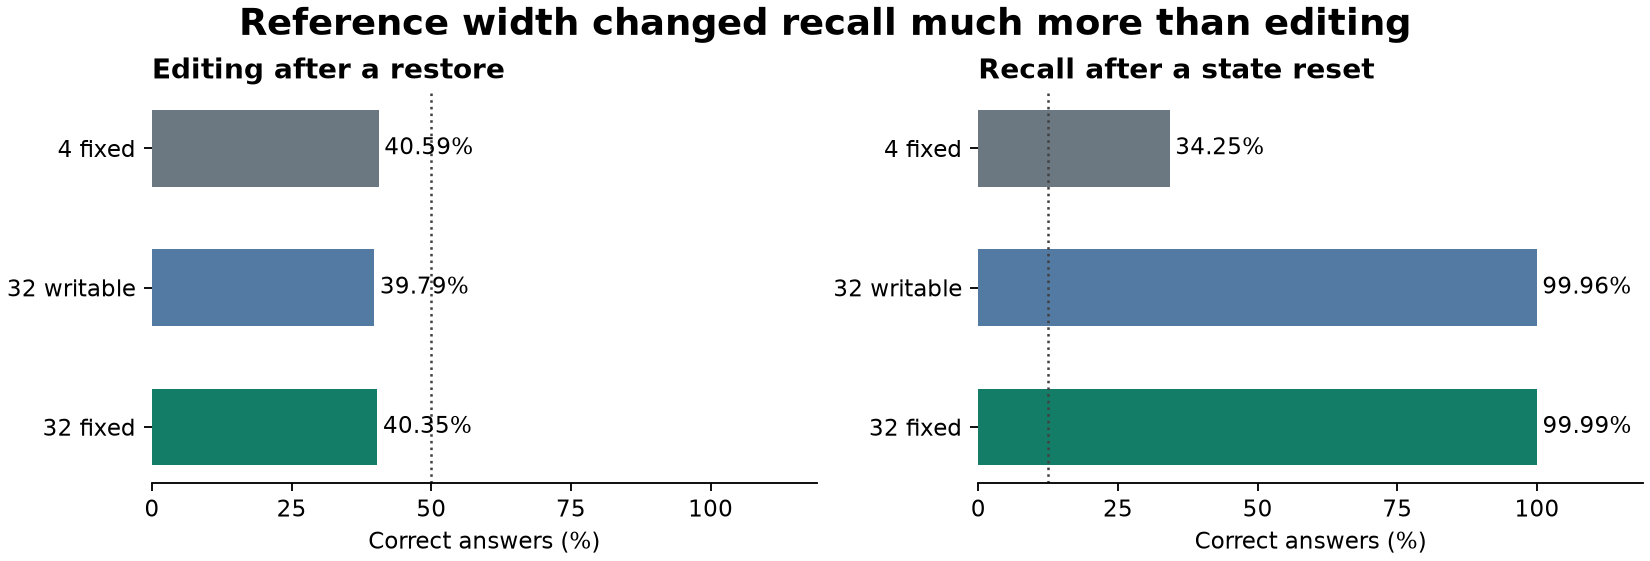 Reference width changed recall much more than editing
Editing after a restore
4 fixed
40.59%
32 writable
39.79%
32 fixed
40.35%
0 25 50 75 100
Correct answers (%)
Recall after a state reset
4 fixed
34.25%
32 writable
99.96%
32 fixed
99.99%
0 25 50 75 100
Correct answers (%)